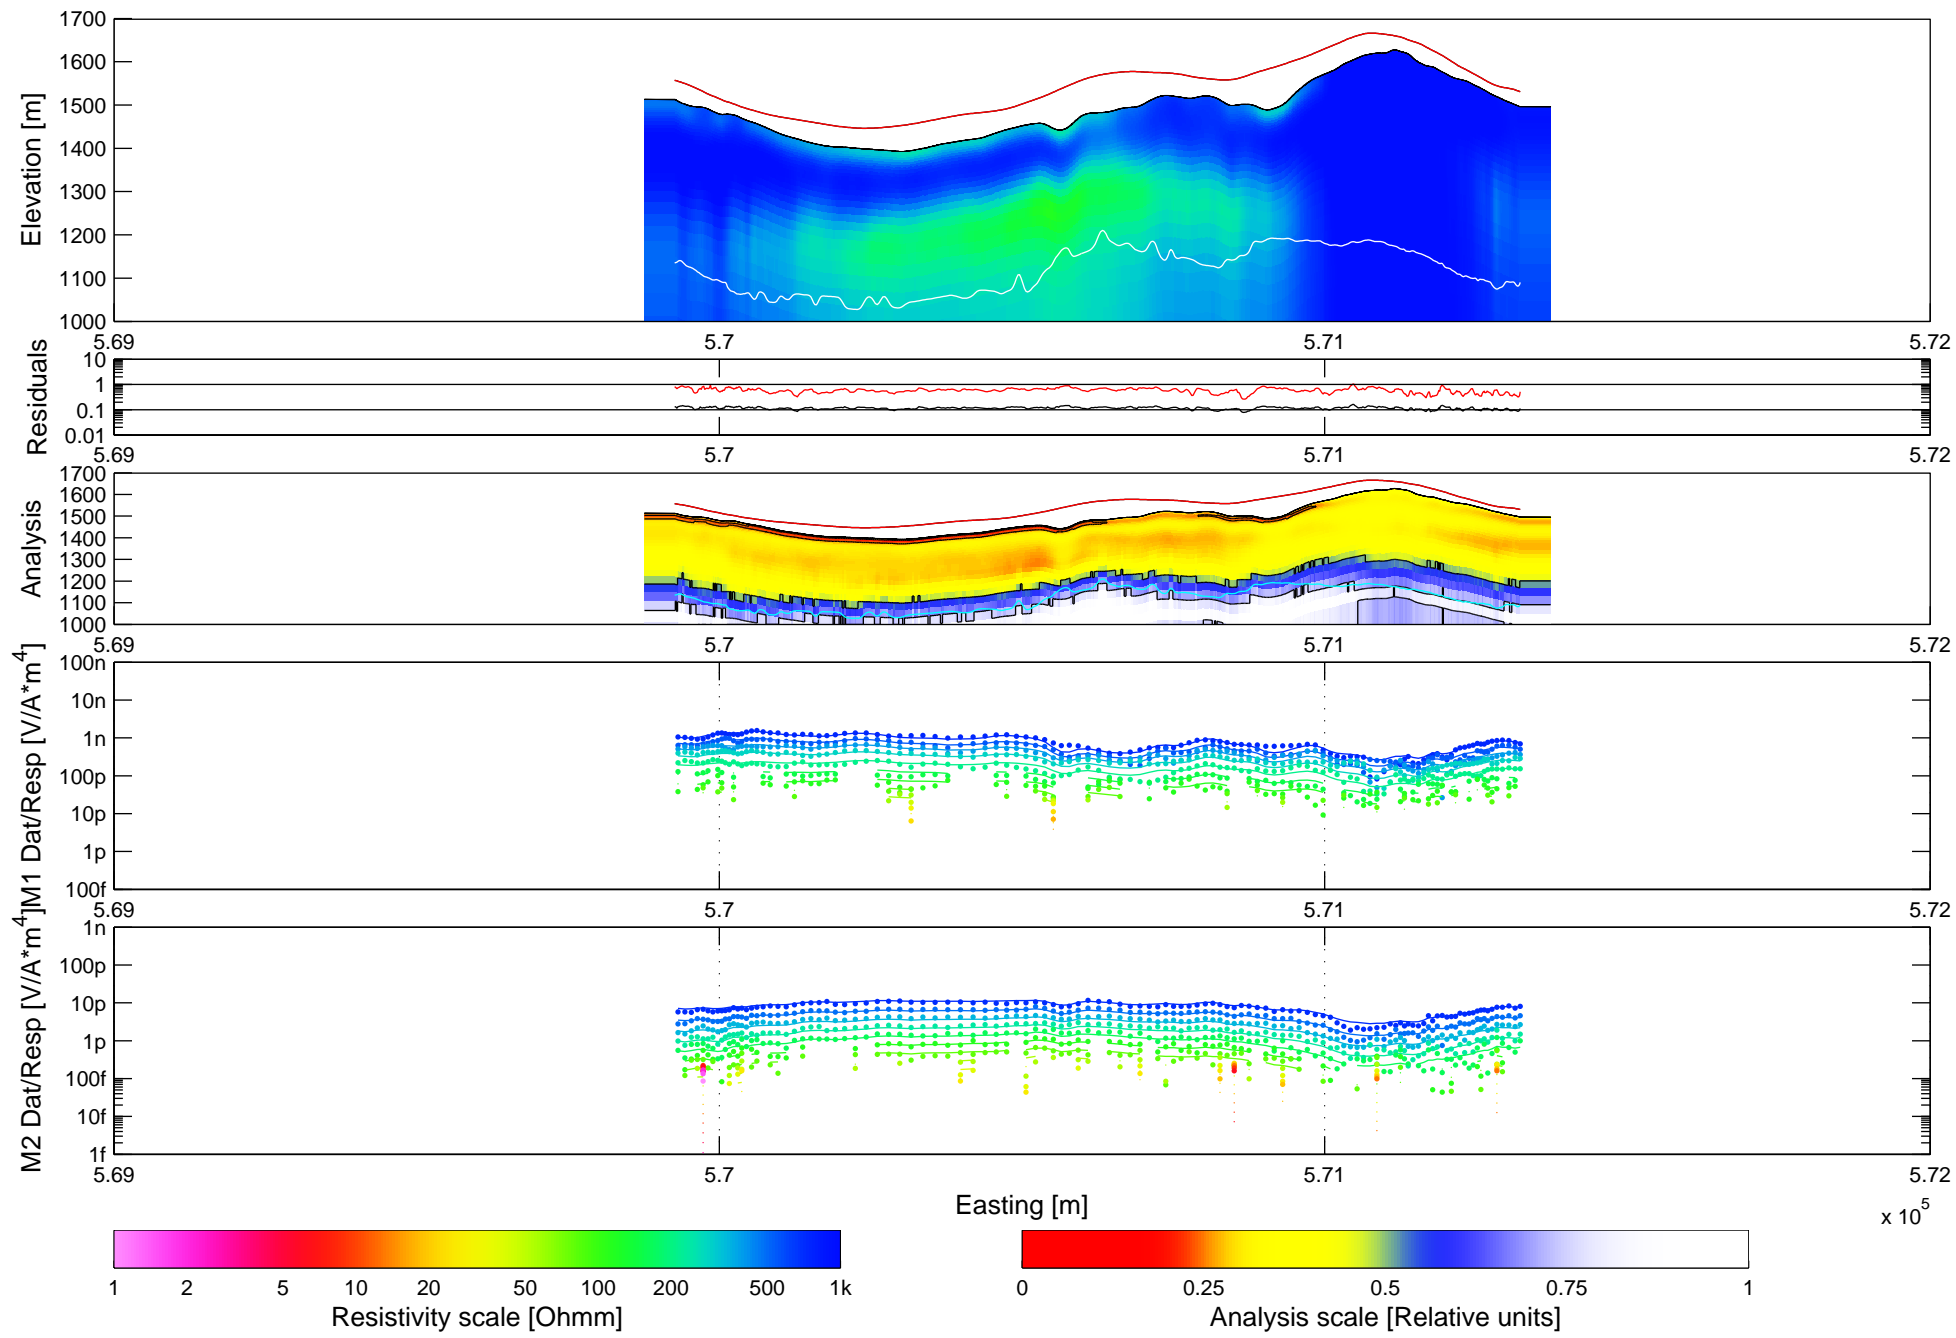 1700
1600
1500
1400
1300
1200
1100
1000
Elevation [m]
5.69 5.7 5.71 5.72
10
1
0.1
0.01
Residuals
5.69 5.7 5.71 5.72
1700
1600
1500
1400
1300
1200
1100
1000
Analysis
5.69 5.7 5.71 5.72
100n
10n
1n
100p
10p
1p
100f
M1 Dat/Resp [V/A*m^4]
5.69 5.7 5.71 5.72
1n
100p
10p
1p
100f
10f
1f
M2 Dat/Resp [V/A*m^4]
5.69 5.7 5.71 5.72
Easting [m]
x 10^5
1 2 5 10 20 50 100 200 500 1k
Resistivity scale [Ohmm]
0 0.25 0.5 0.75 1
Analysis scale [Relative units]